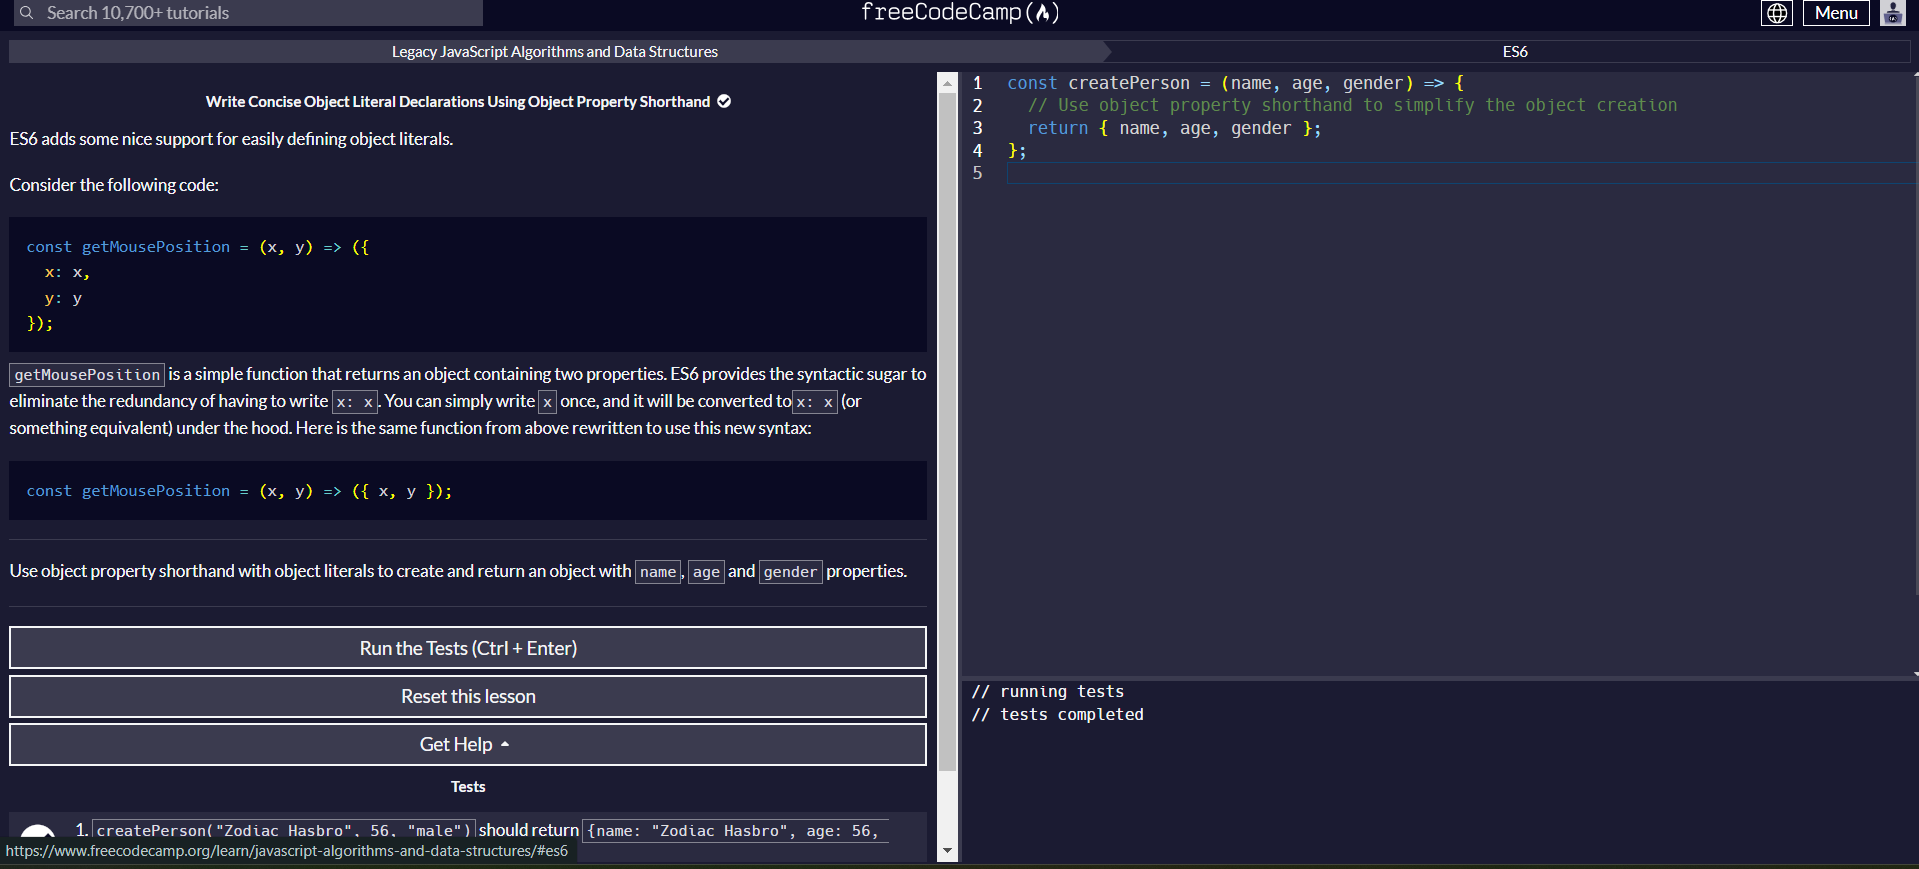 Search 10,700+ tutorials
freeCodeCamp
Menu
Legacy JavaScript Algorithms and Data Structures
ES6
Write Concise Object Literal Declarations Using Object Property Shorthand
ES6 adds some nice support for easily defining object literals.
Consider the following code:
const getMousePosition = (x, y) => ({
x: x,
y: y
});
getMousePosition is a simple function that returns an object containing two properties. ES6 provides the syntactic sugar to
eliminate the redundancy of having to write x: x. You can simply write x once, and it will be converted to x: x (or
something equivalent) under the hood. Here is the same function from above rewritten to use this new syntax:
const getMousePosition = (x, y) => ({ x, y });
Use object property shorthand with object literals to create and return an object with name, age and gender properties.
Run the Tests (Ctrl + Enter)
Reset this lesson
Get Help
Tests
1. createPerson("Zodiac Hasbro", 56, "male") should return {name: "Zodiac Hasbro", age: 56,
https://www.freecodecamp.org/learn/javascript-algorithms-and-data-structures/#es6
1 const createPerson = (name, age, gender) => {
2 // Use object property shorthand to simplify the object creation
3 return { name, age, gender };
4 };
5
// running tests
// tests completed